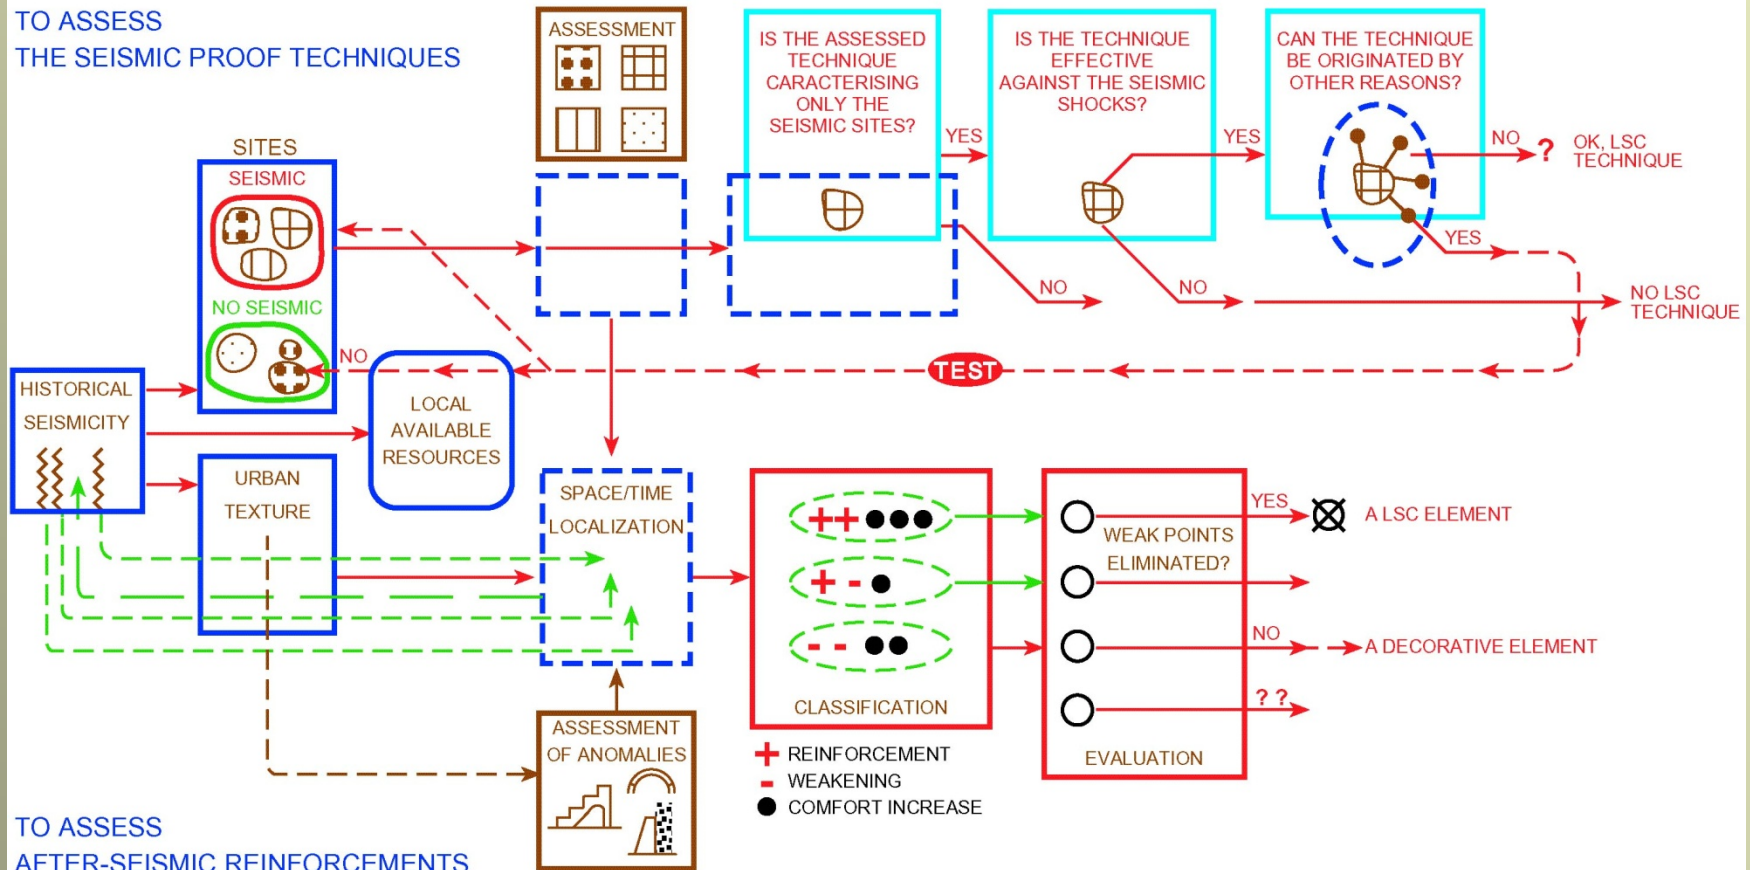 TO ASSESS
THE SEISMIC PROOF TECHNIQUES
ASSESSMENT
IS THE ASSESSED
TECHNIQUE
CARACTERISING
ONLY THE
SEISMIC SITES?
YES
IS THE TECHNIQUE
EFFECTIVE
AGAINST THE SEISMIC
SHOCKS?
YES
CAN THE TECHNIQUE
BE ORIGINATED BY
OTHER REASONS?
NO
?
OK, LSC
TECHNIQUE
YES
NO
NO
NO LSC
TECHNIQUE
SITES
SEISMIC
NO SEISMIC
NO
TEST
HISTORICAL
SEISMICITY
LOCAL
AVAILABLE
RESOURCES
URBAN
TEXTURE
SPACE/TIME
LOCALIZATION
++
+ -
- -
CLASSIFICATION
YES
WEAK POINTS
ELIMINATED?
A LSC ELEMENT
NO
A DECORATIVE ELEMENT
? ?
EVALUATION
ASSESSMENT
OF ANOMALIES
+ REINFORCEMENT
- WEAKENING
● COMFORT INCREASE
TO ASSESS
AFTER-SEISMIC REINFORCEMENTS